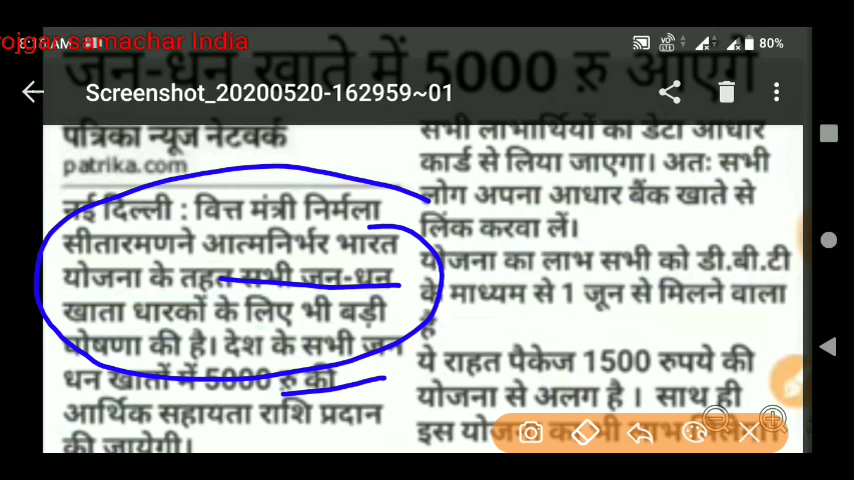 rojgar samachar India
80%
जन-धन खाते में 5000 रु आएंगे
Screenshot_20200520-162959~01
पत्रिका न्यूज नेटवर्क
patrika.com
नई दिल्ली : वित्त मंत्री निर्मला
सीतारमणने आत्मनिर्भर भारत
योजना के तहत सभी जन-धन
खाता धारकों के लिए भी बड़ी
घोषणा की है। देश के सभी जन
धन खातों में 5000 रु की
आर्थिक सहायता राशि प्रदान
की जायेगी।
सभी लाभार्थियों का डेटा आधार
कार्ड से लिया जाएगा। अतः सभी
लोग अपना आधार बैंक खाते से
लिंक करवा लें।
योजना का लाभ सभी को डी.बी.टी
के माध्यम से 1 जून से मिलने वाला
है
ये राहत पैकेज 1500 रुपये की
योजना से अलग है। साथ ही
इस योजना का भी लाभ मिलेगा।